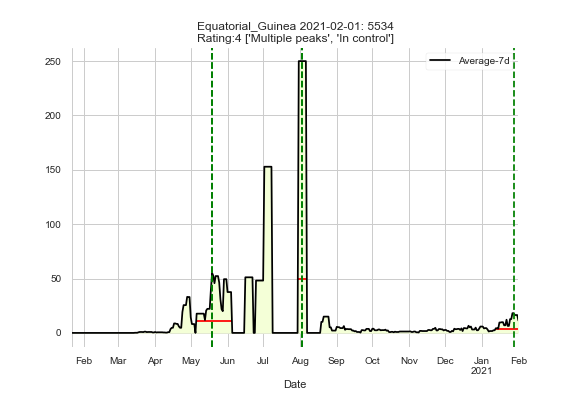 Equatorial_Guinea 2021-02-01: 5534
Rating:4 ['Multiple peaks', 'In control']
Average-7d
250
200
150
100
50
0
Feb Mar Apr May Jun Jul Aug Sep Oct Nov Dec Jan Feb
2021
Date